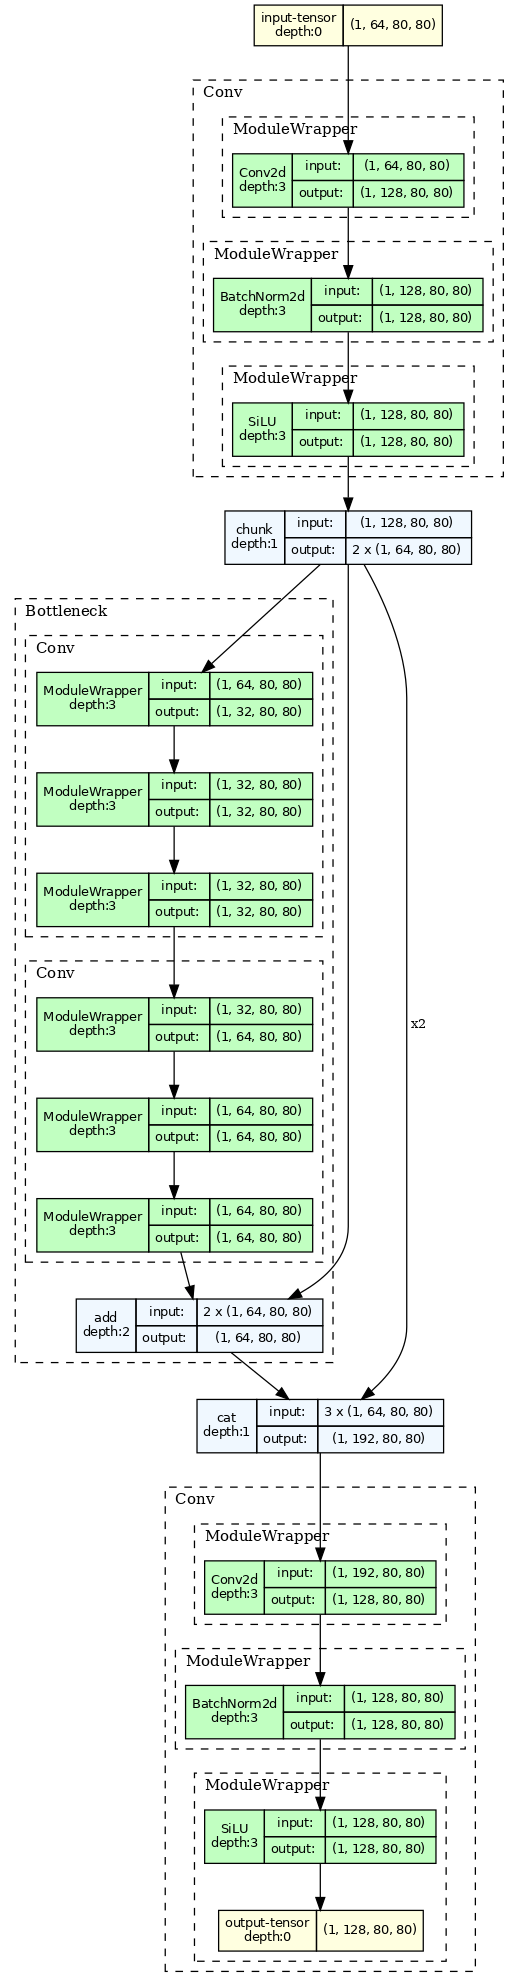 input-tensor
depth:0
(1, 64, 80, 80)
Conv
ModuleWrapper
Conv2d
depth:3
input:
(1, 64, 80, 80)
output:
(1, 128, 80, 80)
ModuleWrapper
BatchNorm2d
depth:3
input:
(1, 128, 80, 80)
output:
(1, 128, 80, 80)
ModuleWrapper
SiLU
depth:3
input:
(1, 128, 80, 80)
output:
(1, 128, 80, 80)
chunk
depth:1
input:
(1, 128, 80, 80)
output:
2 x (1, 64, 80, 80)
Bottleneck
Conv
ModuleWrapper
depth:3
input:
(1, 64, 80, 80)
output:
(1, 32, 80, 80)
ModuleWrapper
depth:3
input:
(1, 32, 80, 80)
output:
(1, 32, 80, 80)
ModuleWrapper
depth:3
input:
(1, 32, 80, 80)
output:
(1, 32, 80, 80)
Conv
ModuleWrapper
depth:3
input:
(1, 32, 80, 80)
output:
(1, 64, 80, 80)
x2
ModuleWrapper
depth:3
input:
(1, 64, 80, 80)
output:
(1, 64, 80, 80)
ModuleWrapper
depth:3
input:
(1, 64, 80, 80)
output:
(1, 64, 80, 80)
add
depth:2
input:
2 x (1, 64, 80, 80)
output:
(1, 64, 80, 80)
cat
depth:1
input:
3 x (1, 64, 80, 80)
output:
(1, 192, 80, 80)
Conv
ModuleWrapper
Conv2d
depth:3
input:
(1, 192, 80, 80)
output:
(1, 128, 80, 80)
ModuleWrapper
BatchNorm2d
depth:3
input:
(1, 128, 80, 80)
output:
(1, 128, 80, 80)
ModuleWrapper
SiLU
depth:3
input:
(1, 128, 80, 80)
output:
(1, 128, 80, 80)
output-tensor
depth:0
(1, 128, 80, 80)